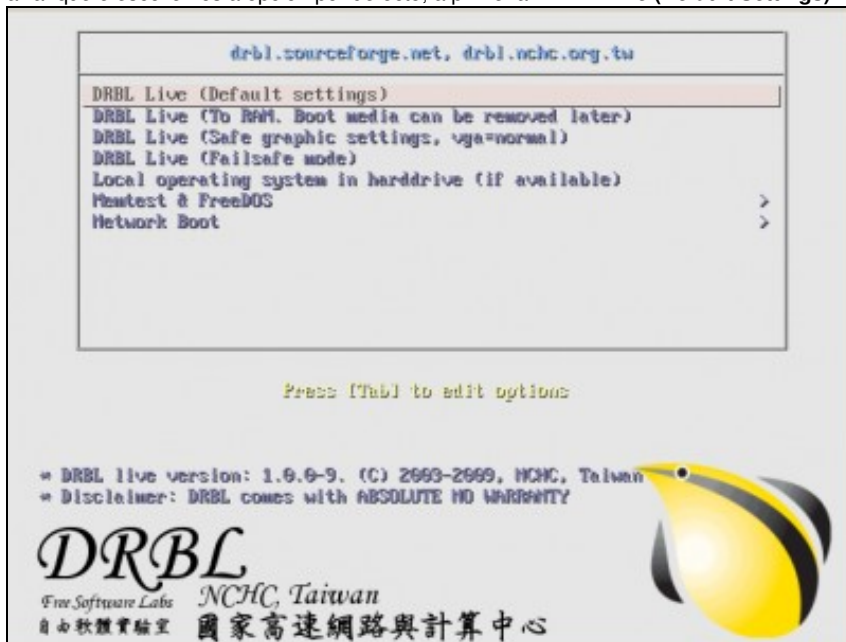 drbl.sourceforge.net, drbl.nchc.org.tw
DRBL Live (Default settings)
DRBL Live (To RAM. Boot media can be removed later)
DRBL Live (Safe graphic settings, vga=normal)
DRBL Live (Failsafe mode)
Local operating system in harddrive (if available)
Memtest & FreeDOS >
Network Boot >
Press [Tab] to edit options
* DRBL live version: 1.0.0-9. (C) 2003-2009, NCHC, Taiwan
* Disclaimer: DRBL comes with ABSOLUTE NO WARRANTY
DRBL
Free Software Labs NCHC, Taiwan
自由軟體實驗室 國家高速網路與計算中心